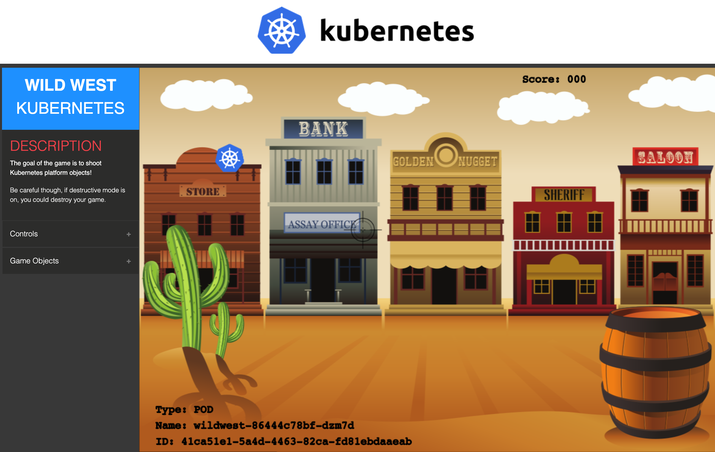 kubernetes
WILD WEST
KUBERNETES
Score: 000
DESCRIPTION
The goal of the game is to shoot
Kubernetes platform objects!
Be careful though, if destructive mode is
on, you could destroy your game.
Controls +
Game Objects +
BANK
STORE
ASSAY OFFICE
GOLDEN NUGGET
SHERIFF
SALOON
Type: POD
Name: wildwest-86444c78bf-dzm7d
ID: 41ca51e1-5a4d-4463-82ca-fd81ebdaaeab